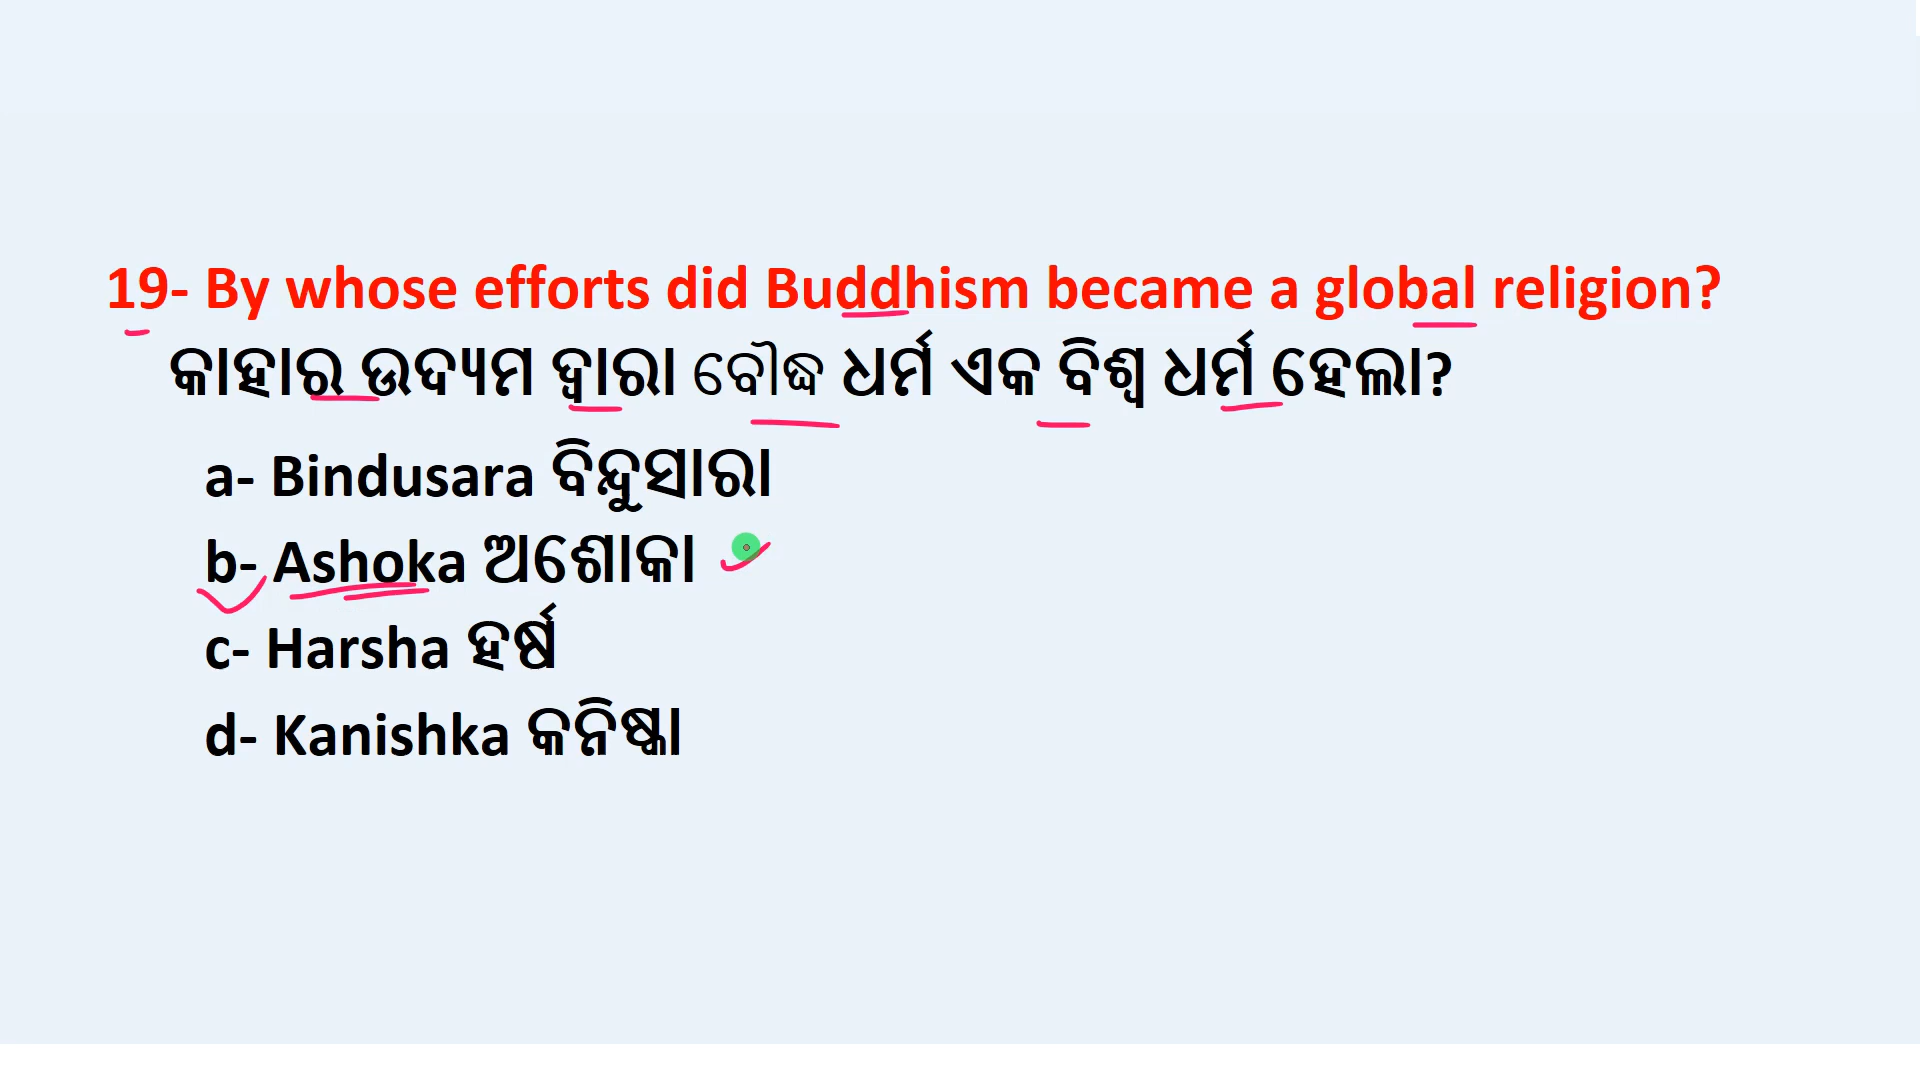 19- By whose efforts did Buddhism became a global religion?
କାହାର ଉଦ୍ୟମ ଦ୍ୱାରା ବୌଦ୍ଧ ଧର୍ମ ଏକ ବିଶ୍ୱ ଧର୍ମ ହେଲା?
a- Bindusara ବିନ୍ଦୁସାରା
b- Ashoka ଅଶୋକା
c- Harsha ହର୍ଷ
d- Kanishka କନିଷ୍କା